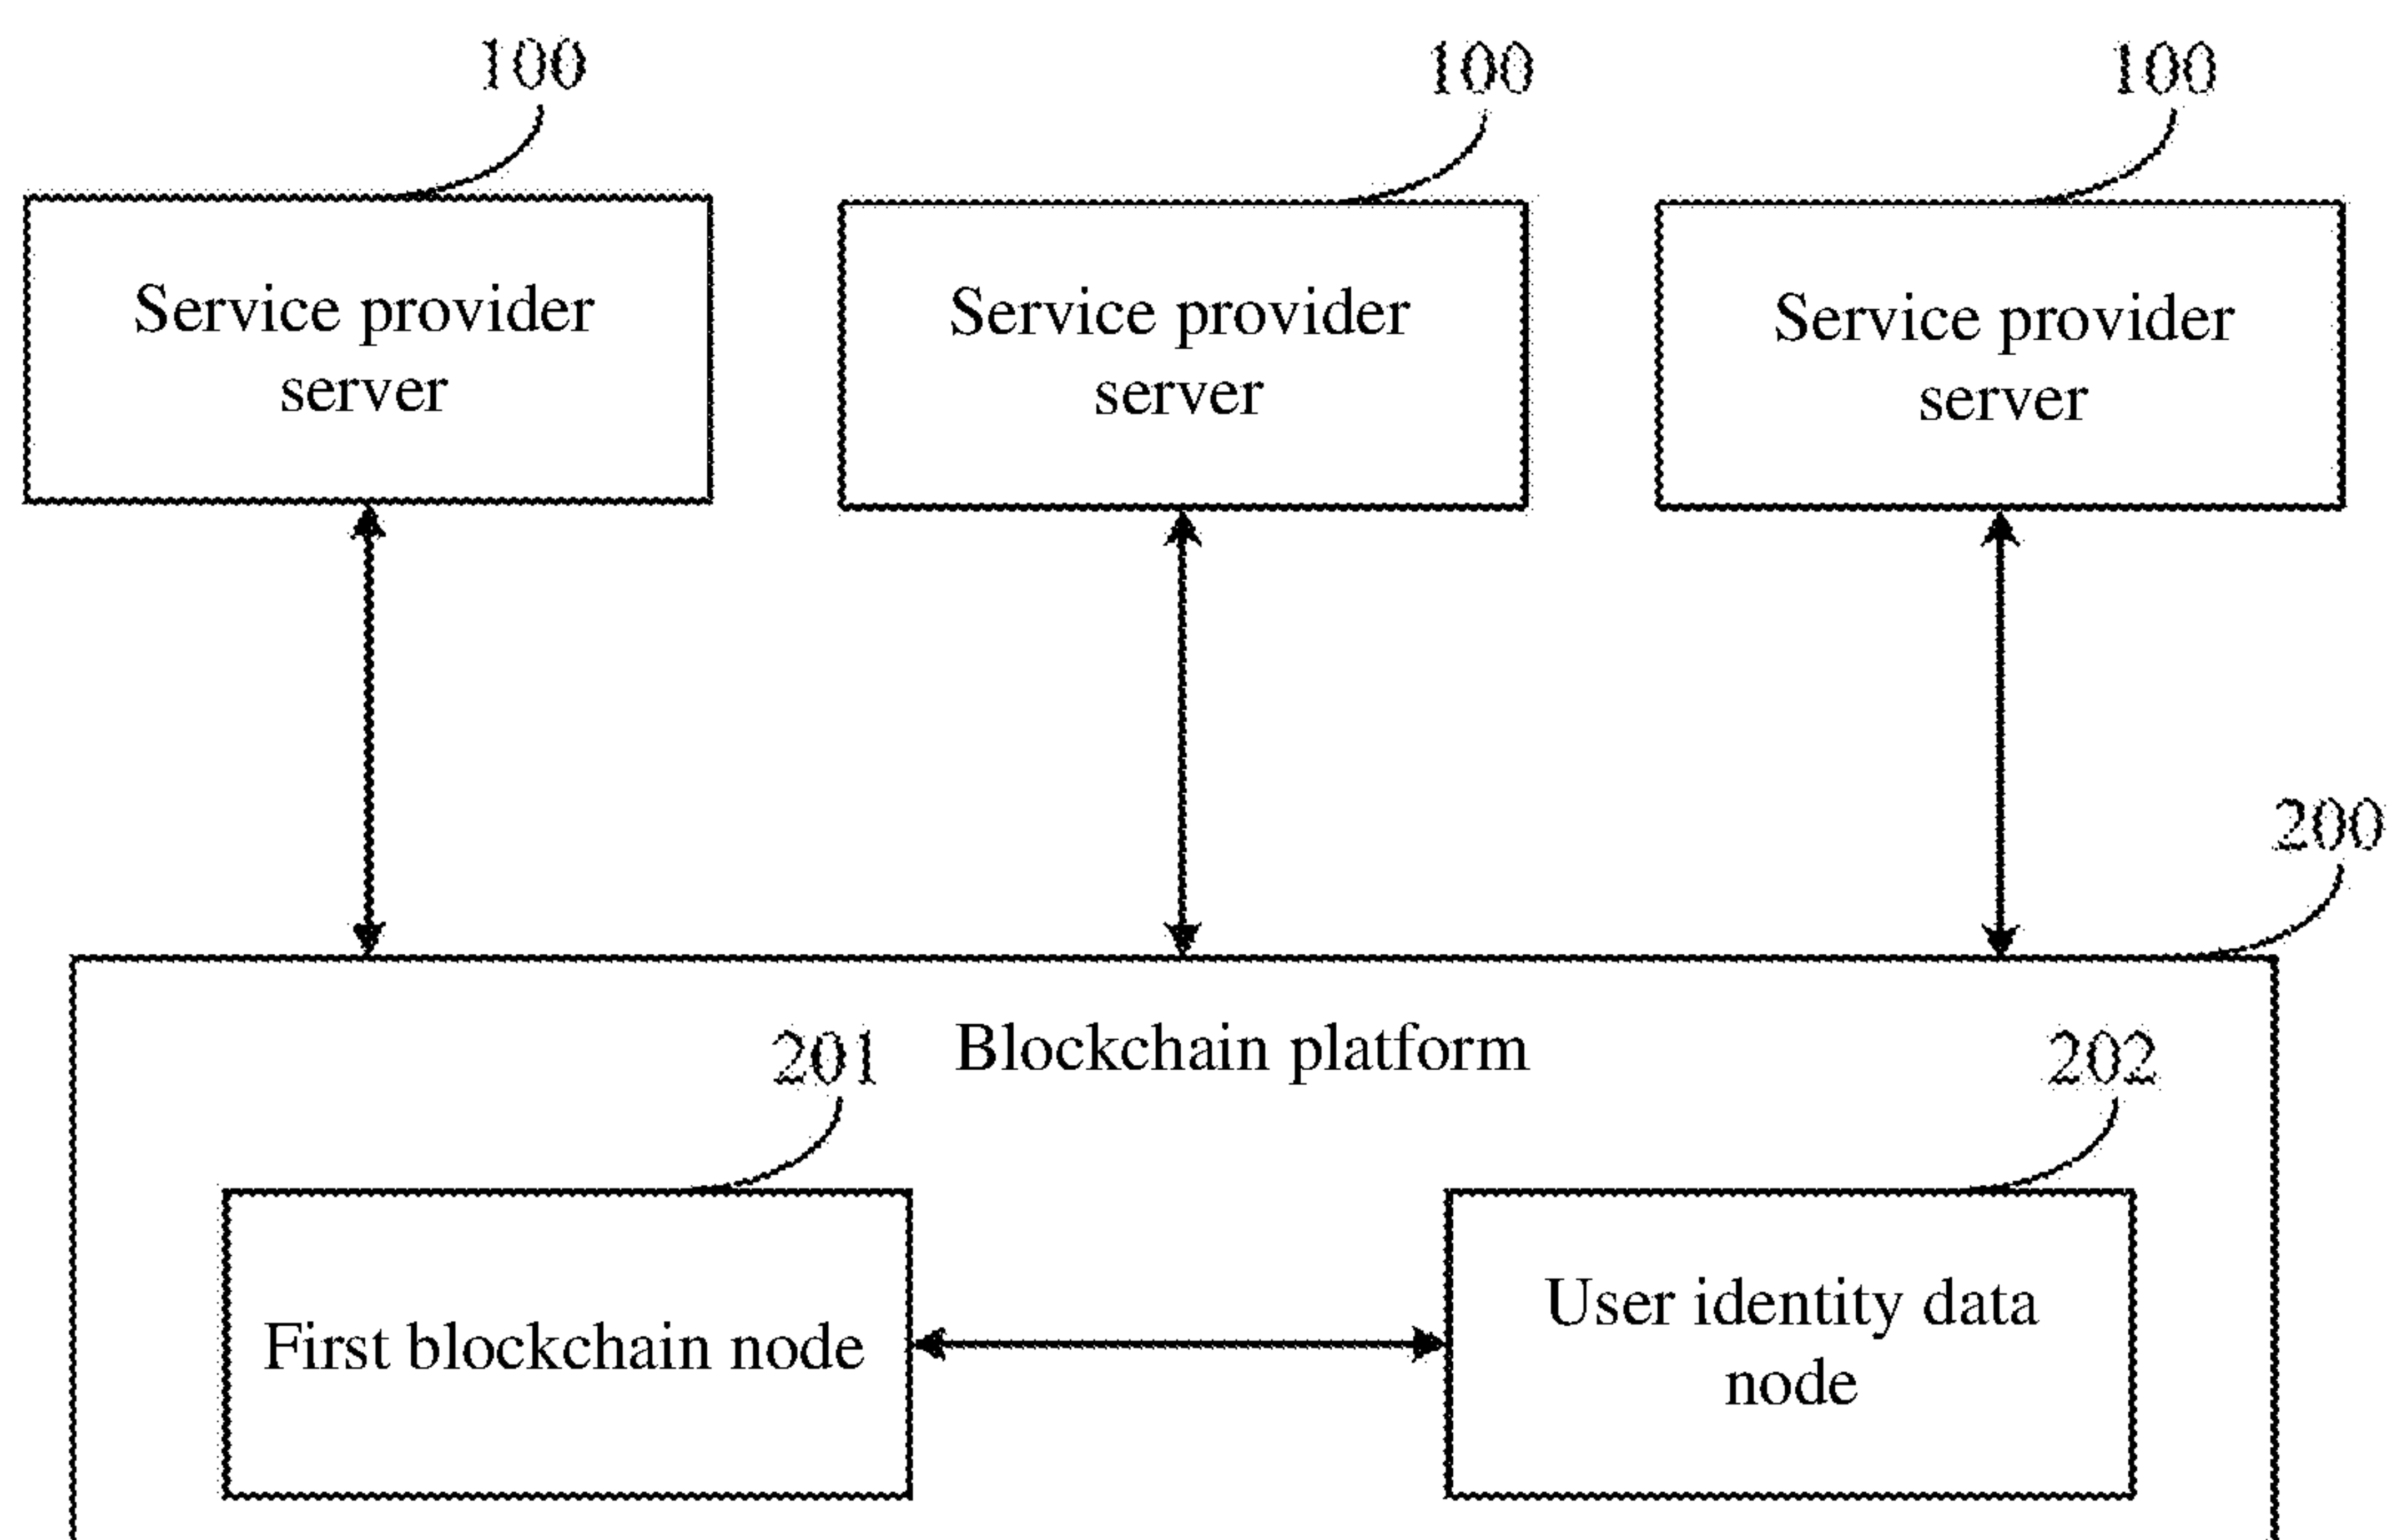 100
100
100
Service provider
server
Service provider
server
Service provider
server
200
Blockchain platform
201
202
First blockchain node
User identity data
node